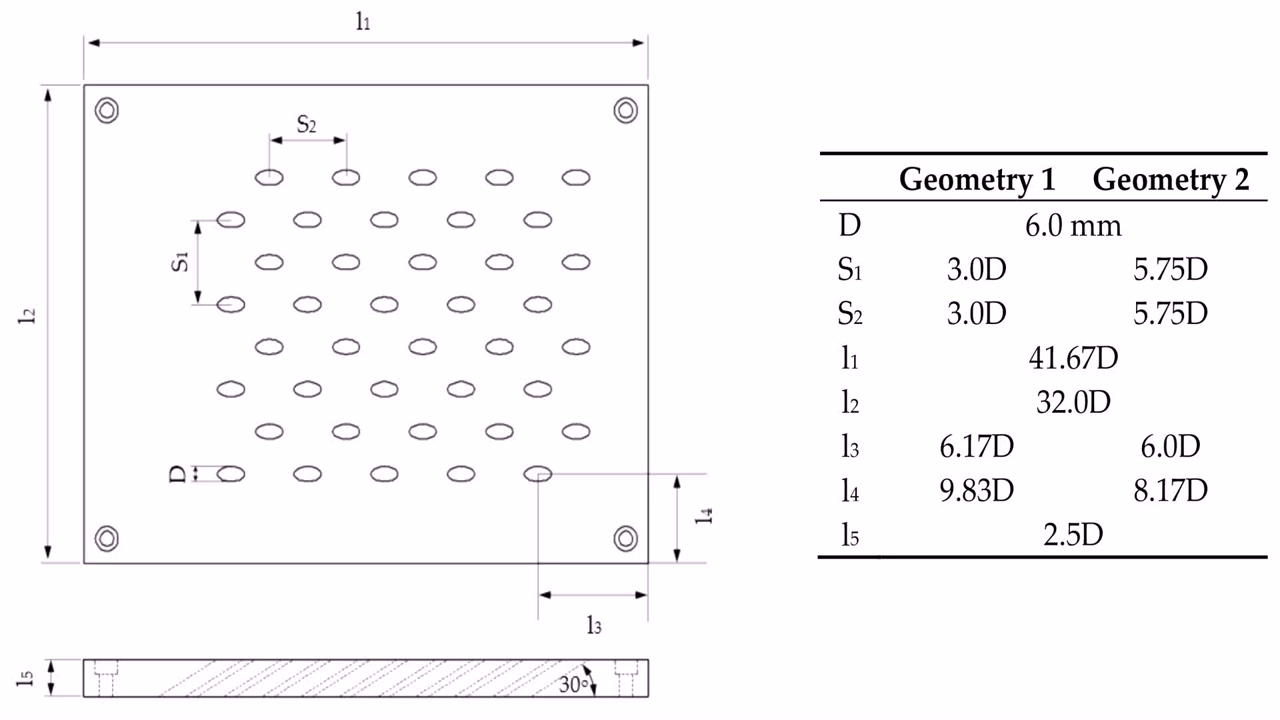 l1
S2
S1
l2
D
l4
l3
l5
30°
Geometry 1 Geometry 2
D 6.0 mm
S1 3.0D 5.75D
S2 3.0D 5.75D
l1 41.67D
l2 32.0D
l3 6.17D 6.0D
l4 9.83D 8.17D
l5 2.5D